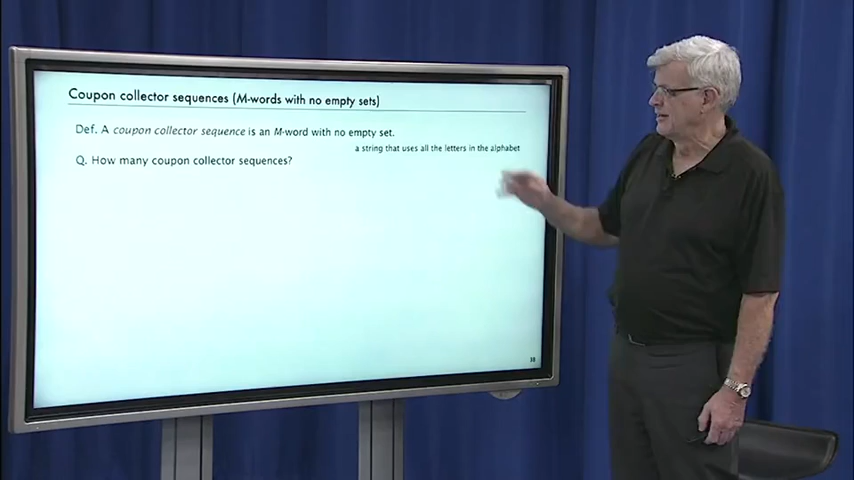 Coupon collector sequences (M-words with no empty sets)
Def. A coupon collector sequence is an M-word with no empty set.
a string that uses all the letters in the alphabet
Q. How many coupon collector sequences?
38